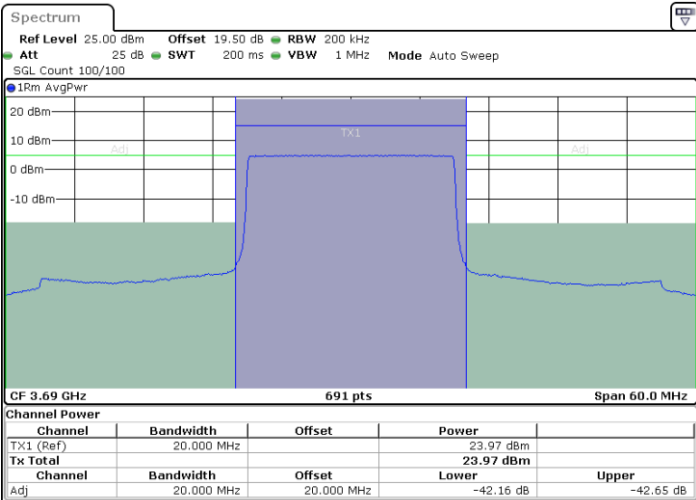 Spectrum
Ref Level 25.00 dBm Offset 19.50 dB RBW 200 kHz
Att 25 dB SWT 200 ms VBW 1 MHz Mode Auto Sweep
SGL Count 100/100
1Rm AvgPwr
20 dBm
TX1
10 dBm
Adj Adj
0 dBm
-10 dBm
CF 3.69 GHz 691 pts Span 60.0 MHz
Channel Power
Channel Bandwidth Offset Power
TX1 (Ref) 20.000 MHz 23.97 dBm
Tx Total 23.97 dBm
Channel Bandwidth Offset Lower Upper
Adj 20.000 MHz 20.000 MHz -42.16 dB -42.65 dB